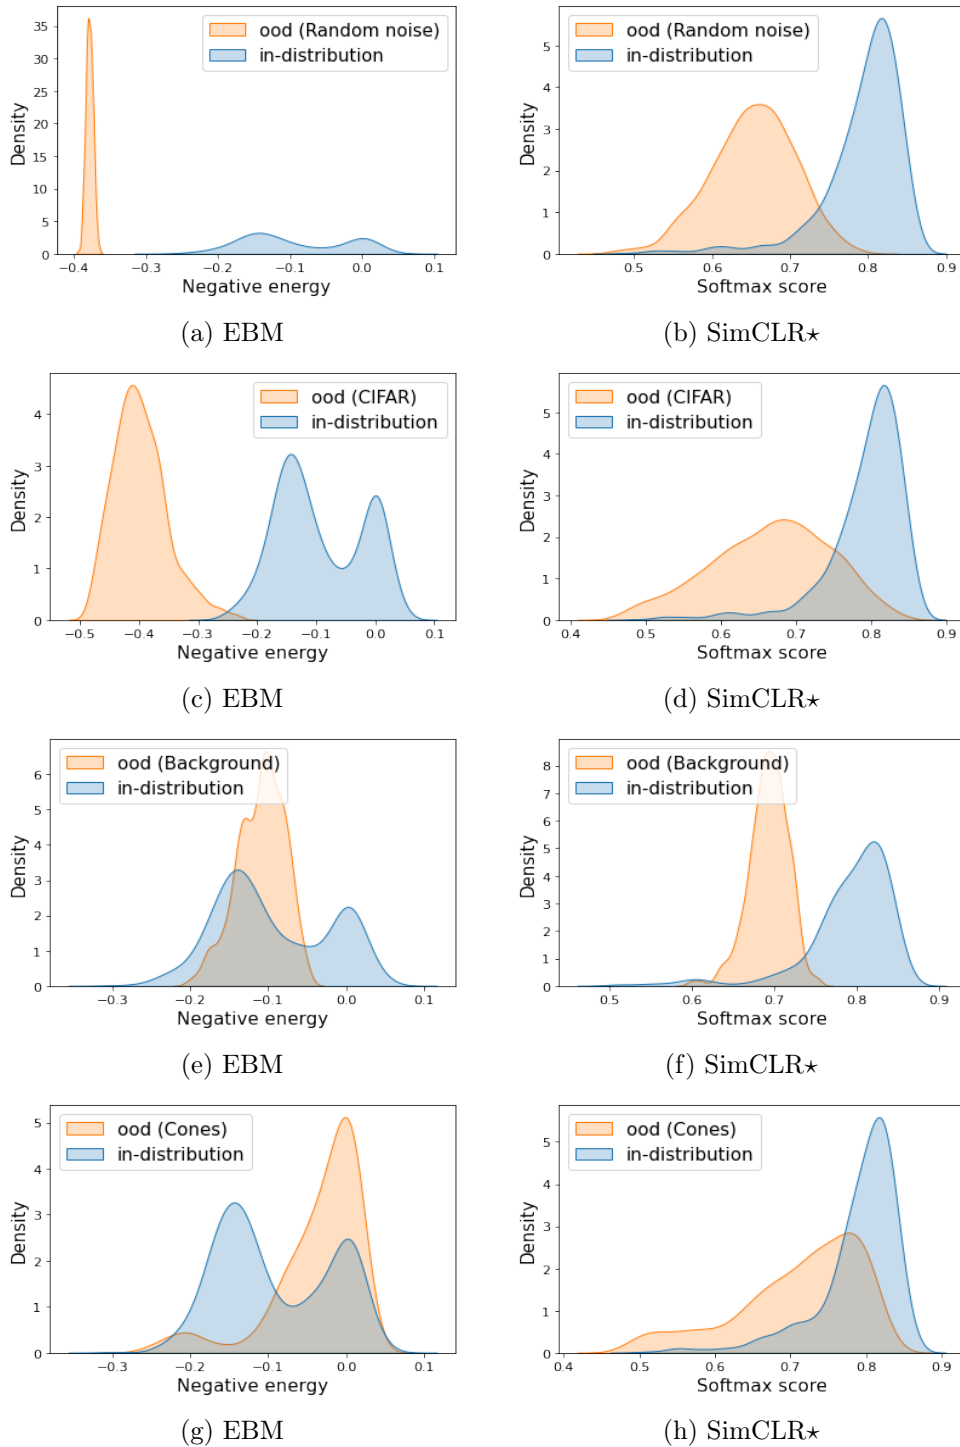 ood (Random noise)
in-distribution
Density
35
30
25
20
15
10
5
0
−0.4 −0.3 −0.2 −0.1 0.0 0.1
Negative energy
(a) EBM
ood (Random noise)
in-distribution
Density
5
4
3
2
1
0
0.5 0.6 0.7 0.8 0.9
Softmax score
(b) SimCLR⋆
ood (CIFAR)
in-distribution
Density
4
3
2
1
0
−0.5 −0.4 −0.3 −0.2 −0.1 0.0 0.1
Negative energy
(c) EBM
ood (CIFAR)
in-distribution
Density
5
4
3
2
1
0
0.4 0.5 0.6 0.7 0.8 0.9
Softmax score
(d) SimCLR⋆
ood (Background)
in-distribution
Density
6
5
4
3
2
1
0
−0.3 −0.2 −0.1 0.0 0.1
Negative energy
(e) EBM
ood (Background)
in-distribution
Density
8
7
6
5
4
3
2
1
0
0.5 0.6 0.7 0.8 0.9
Softmax score
(f) SimCLR⋆
ood (Cones)
in-distribution
Density
5
4
3
2
1
0
−0.3 −0.2 −0.1 0.0 0.1
Negative energy
(g) EBM
ood (Cones)
in-distribution
Density
5
4
3
2
1
0
0.4 0.5 0.6 0.7 0.8 0.9
Softmax score
(h) SimCLR⋆